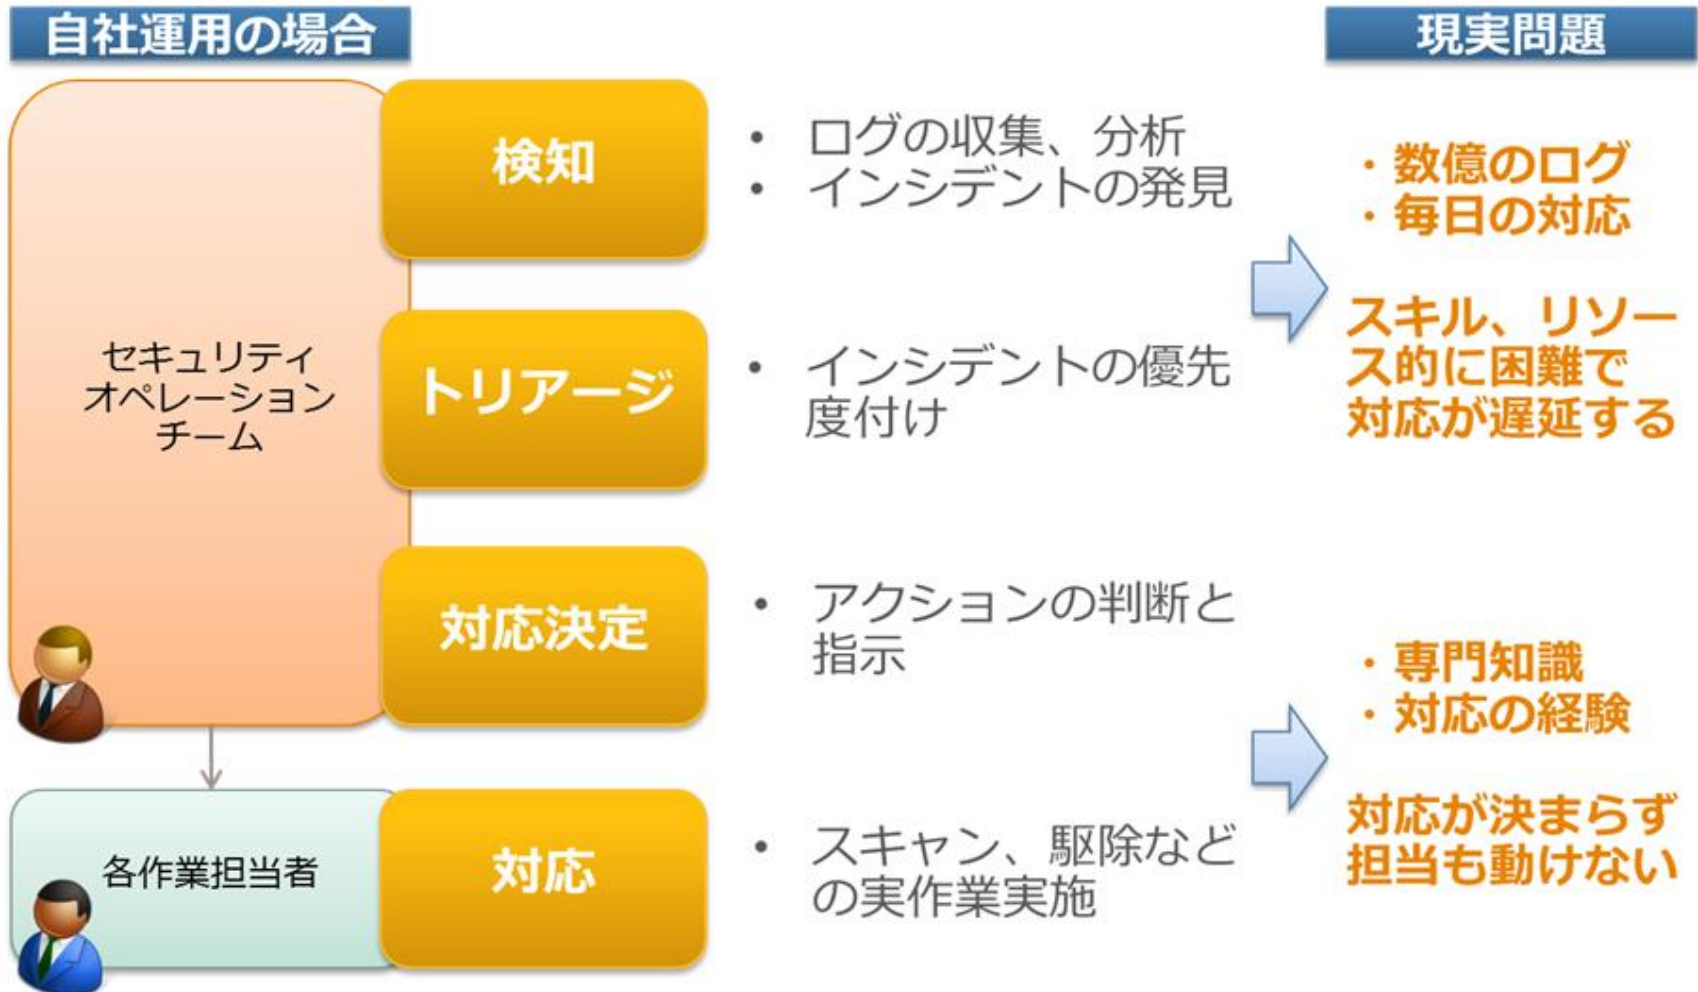 自社運用の場合
現実問題
セキュリティ
オペレーション
チーム
検知
• ログの収集、分析
• インシデントの発見
・数億のログ
・毎日の対応
スキル、リソー
ス的に困難で
対応が遅延する
トリアージ
• インシデントの優先
度付け
対応決定
• アクションの判断と
指示
・専門知識
・対応の経験
対応が決まらず
担当も動けない
各作業担当者
対応
• スキャン、駆除など
の実作業実施